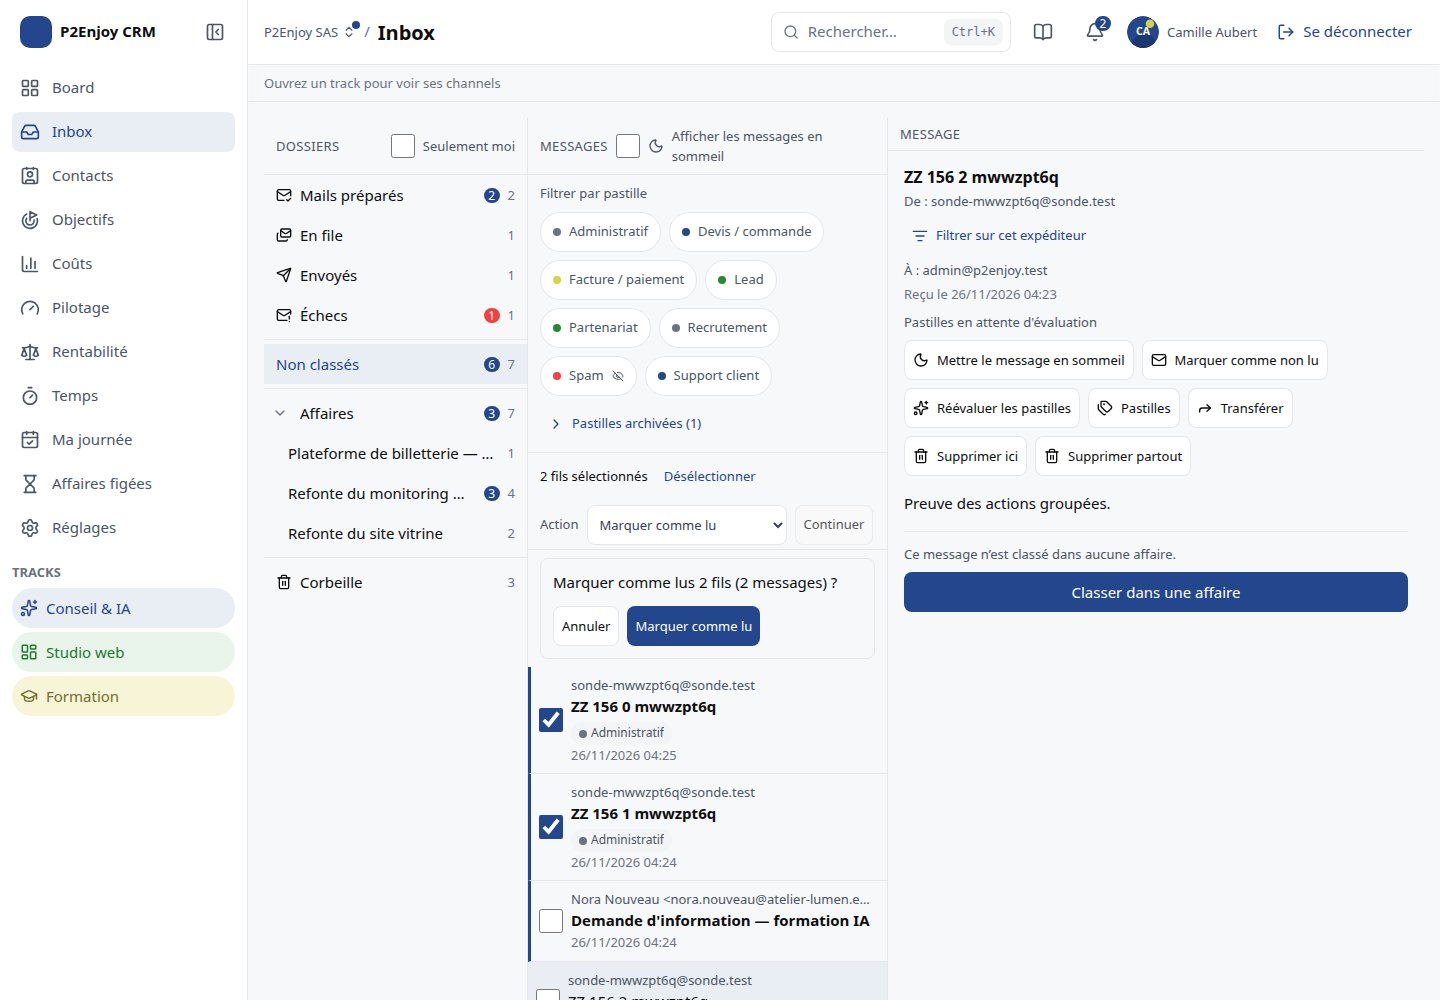 P2Enjoy CRM
Board
Inbox
Contacts
Objectifs
Coûts
Pilotage
Rentabilité
Temps
Ma journée
Affaires figées
Réglages
TRACKS
Conseil & IA
Studio web
Formation
P2Enjoy SAS / Inbox
Rechercher... Ctrl+K
2
CA Camille Aubert
Se déconnecter
Ouvrez un track pour voir ses channels
DOSSIERS Seulement moi
Mails préparés 2 2
En file 1
Envoyés 1
Échecs 1 1
Non classés 6 7
Affaires 3 7
Plateforme de billetterie — ... 1
Refonte du monitoring ... 3 4
Refonte du site vitrine 2
Corbeille 3
MESSAGES Afficher les messages en
sommeil
Filtrer par pastille
Administratif Devis / commande
Facture / paiement Lead
Partenariat Recrutement
Spam Support client
Pastilles archivées (1)
2 fils sélectionnés Désélectionner
Action Marquer comme lu Continuer
Marquer comme lus 2 fils (2 messages) ?
Annuler Marquer comme lu
sonde-mwwzpt6q@sonde.test
ZZ 156 0 mwwzpt6q
Administratif
26/11/2026 04:25
sonde-mwwzpt6q@sonde.test
ZZ 156 1 mwwzpt6q
Administratif
26/11/2026 04:24
Nora Nouveau <nora.nouveau@atelier-lumen.e...
Demande d'information — formation IA
26/11/2026 04:24
sonde-mwwzpt6q@sonde.test
ZZ 156 2 mwwzpt6q
MESSAGE
ZZ 156 2 mwwzpt6q
De : sonde-mwwzpt6q@sonde.test
Filtrer sur cet expéditeur
À : admin@p2enjoy.test
Reçu le 26/11/2026 04:23
Pastilles en attente d'évaluation
Mettre le message en sommeil Marquer comme non lu
Réévaluer les pastilles Pastilles Transférer
Supprimer ici Supprimer partout
Preuve des actions groupées.
Ce message n’est classé dans aucune affaire.
Classer dans une affaire